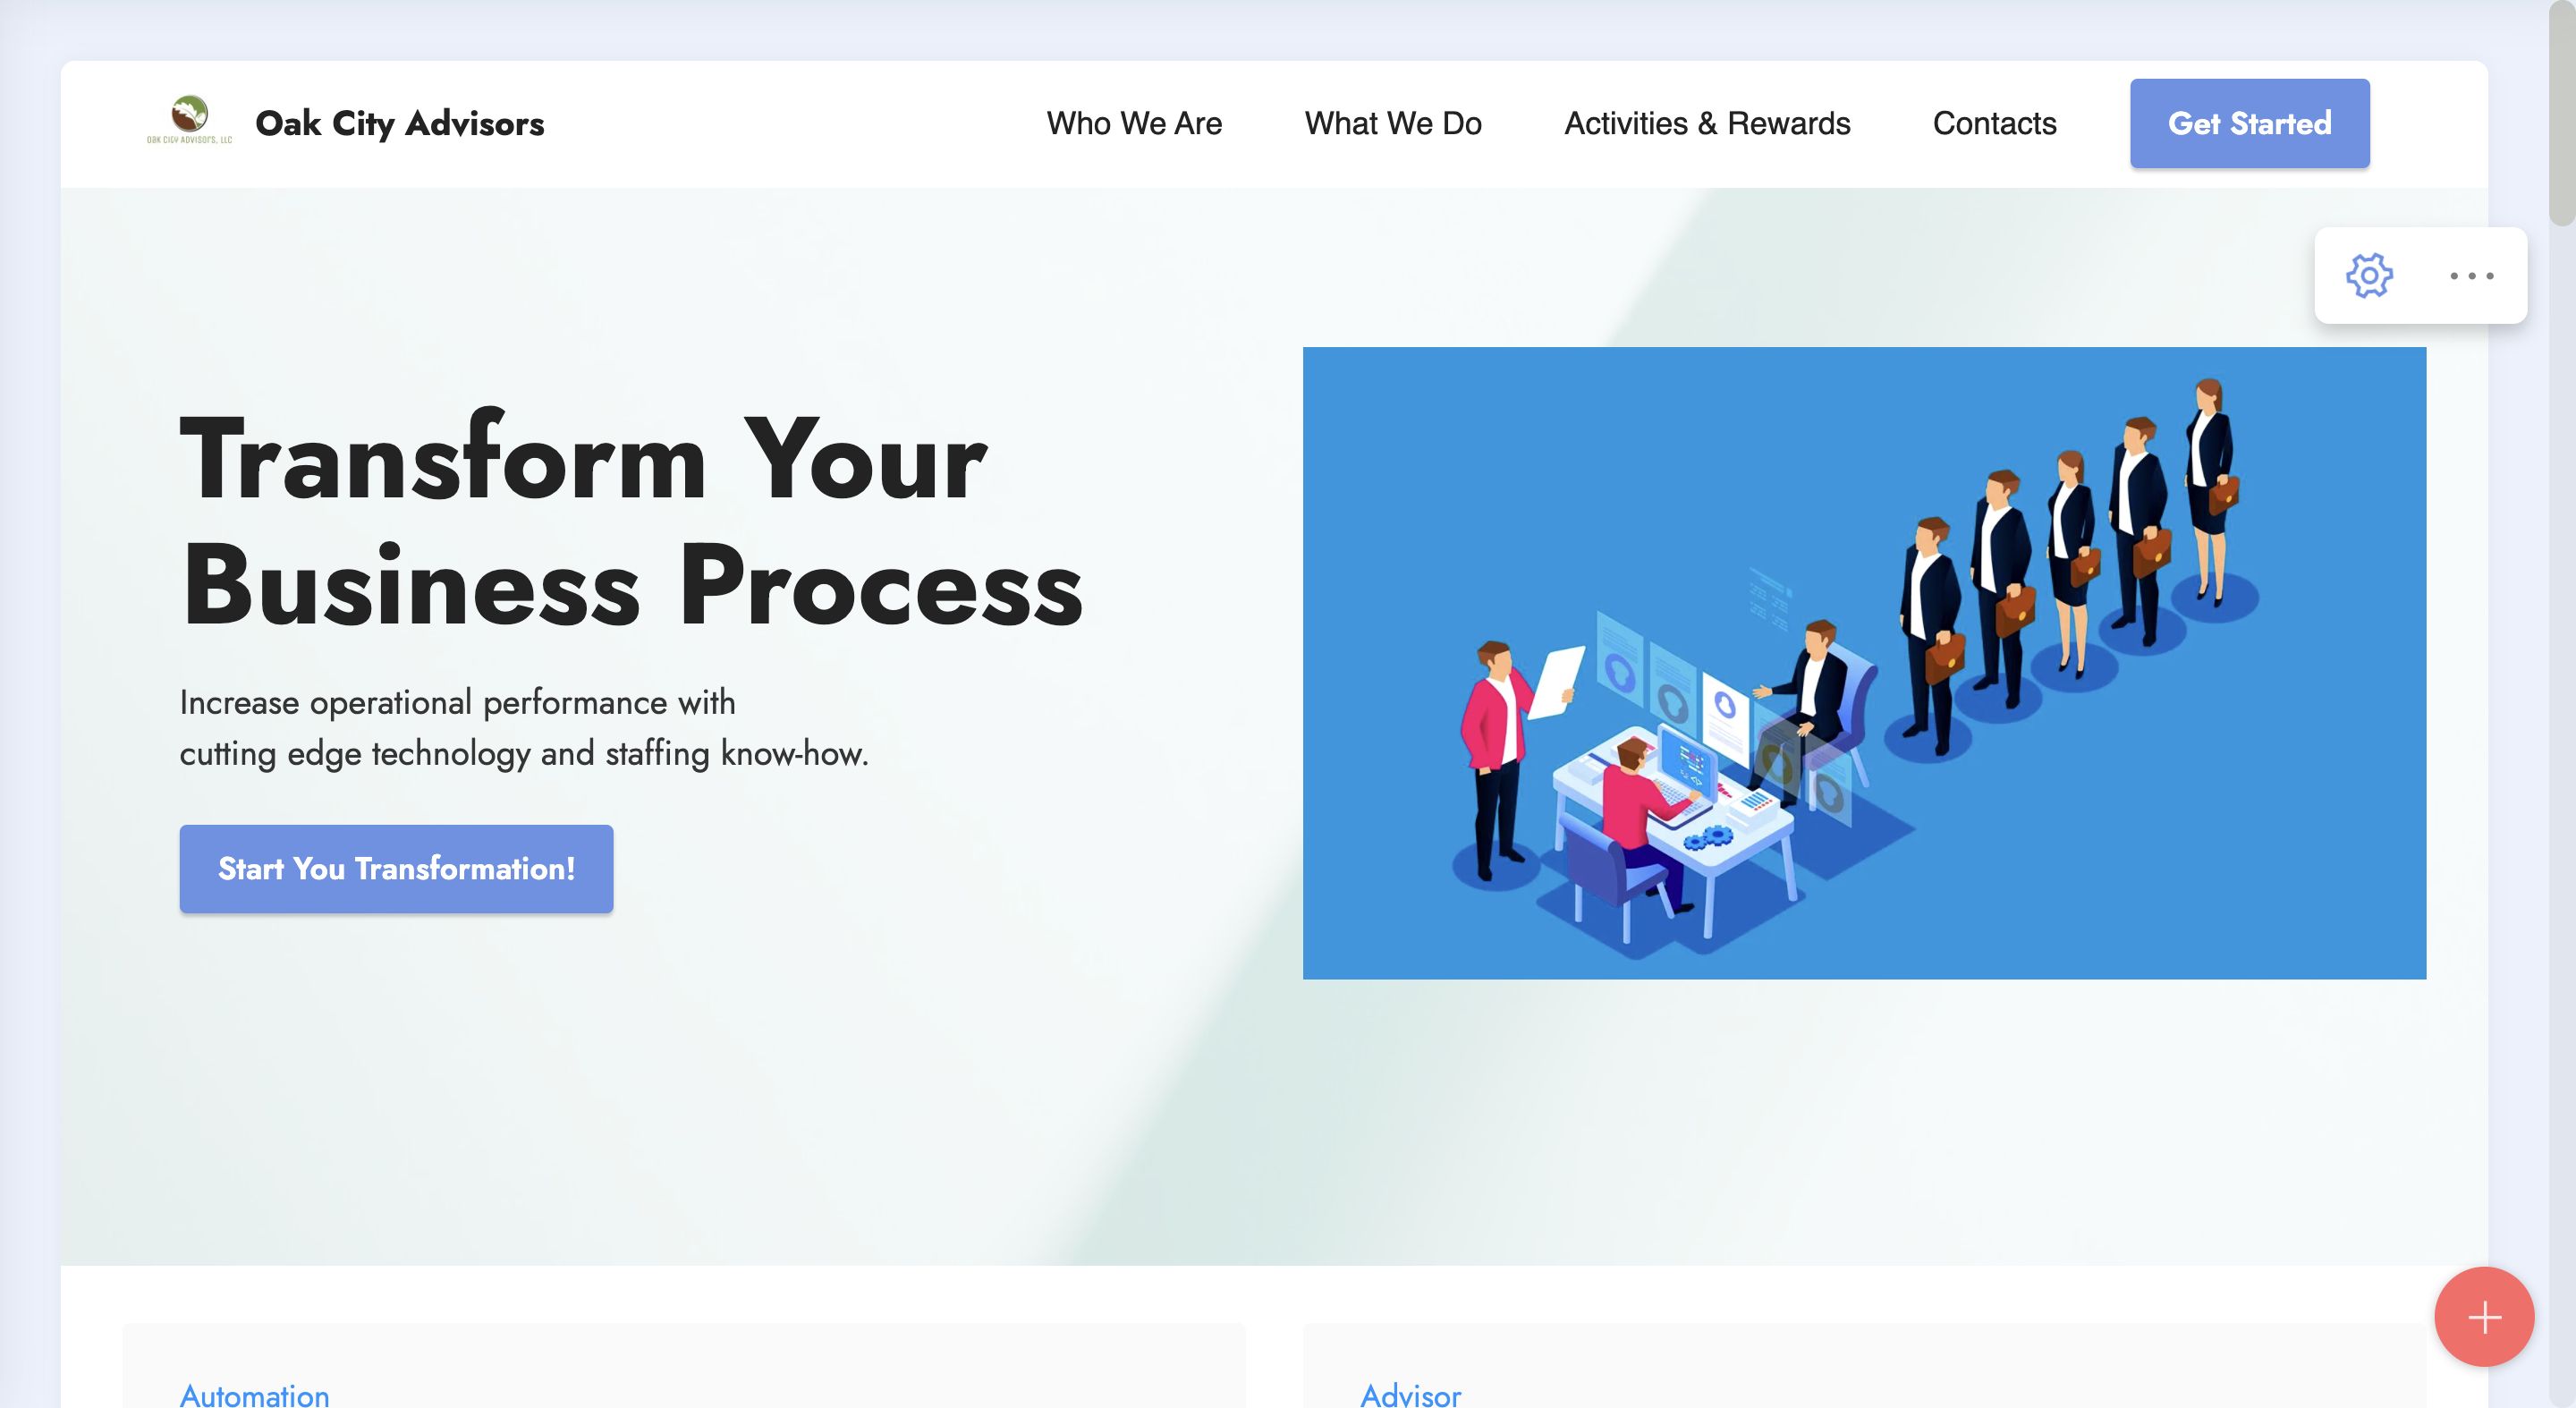 OAK CITY ADVISORS, LLC
Oak City Advisors
Who We Are
What We Do
Activities & Rewards
Contacts
Get Started
Transform Your
Business Process
Increase operational performance with
cutting edge technology and staffing know-how.
Start You Transformation!
Automation
Advisor